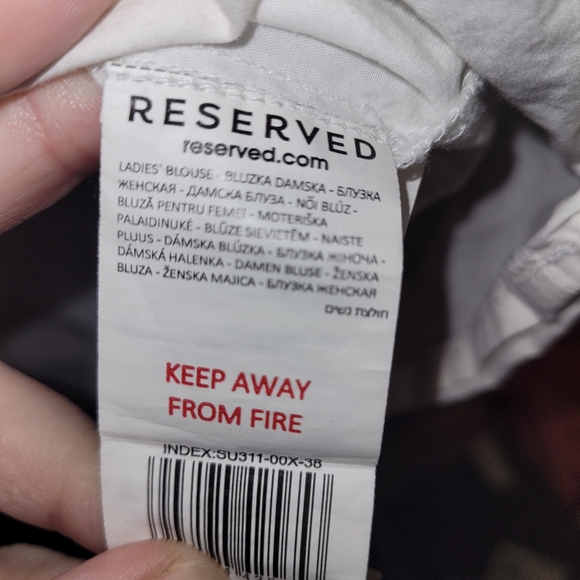 RESERVED
reserved.com
LADIES' BLOUSE - BLUZKA DAMSKA - БЛУЗКА
ЖЕНСКАЯ - ДАМСКА БЛУЗА - NŐI BLÚZ -
BLUZĂ PENTRU FEMEI - MOTERIŠKA
PALAIDINUKĖ - BLŪZE SIEVIETĒM - NAISTE
PLUUS - DÁMSKA BLÚZKA - БЛУЗКА ЖІНОЧА -
DÁMSKÁ HALENKA - DAMEN BLUSE - ŽENSKA
BLUZA - ŽENSKA MAJICA - БЛУЗКА ЖЕНСКАЯ
חולצת נשים
KEEP AWAY
FROM FIRE
INDEX:SU311-00X-38